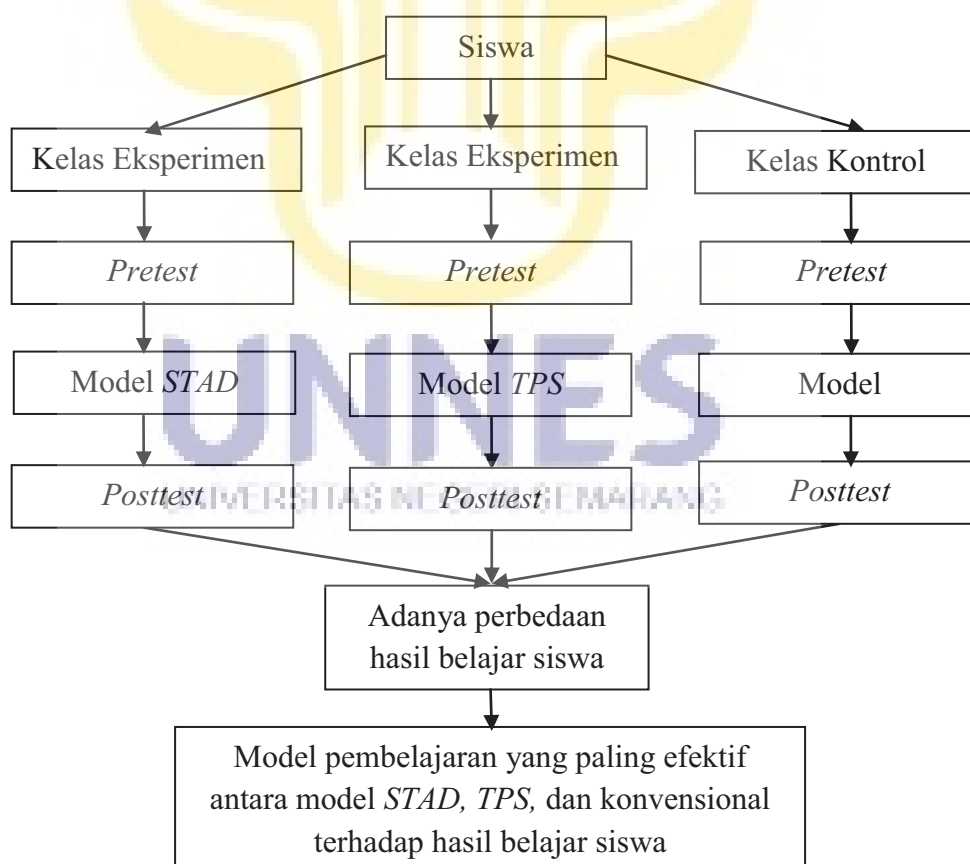 Siswa
Kelas Eksperimen
Kelas Eksperimen
Kelas Kontrol
Pretest
Pretest
Pretest
Model STAD
Model TPS
Model
UNNES
Posttest
Posttest
Posttest
UNIVERSITAS NEGERI SEMARANG
Adanya perbedaan
hasil belajar siswa
Model pembelajaran yang paling efektif
antara model STAD, TPS, dan konvensional
terhadap hasil belajar siswa